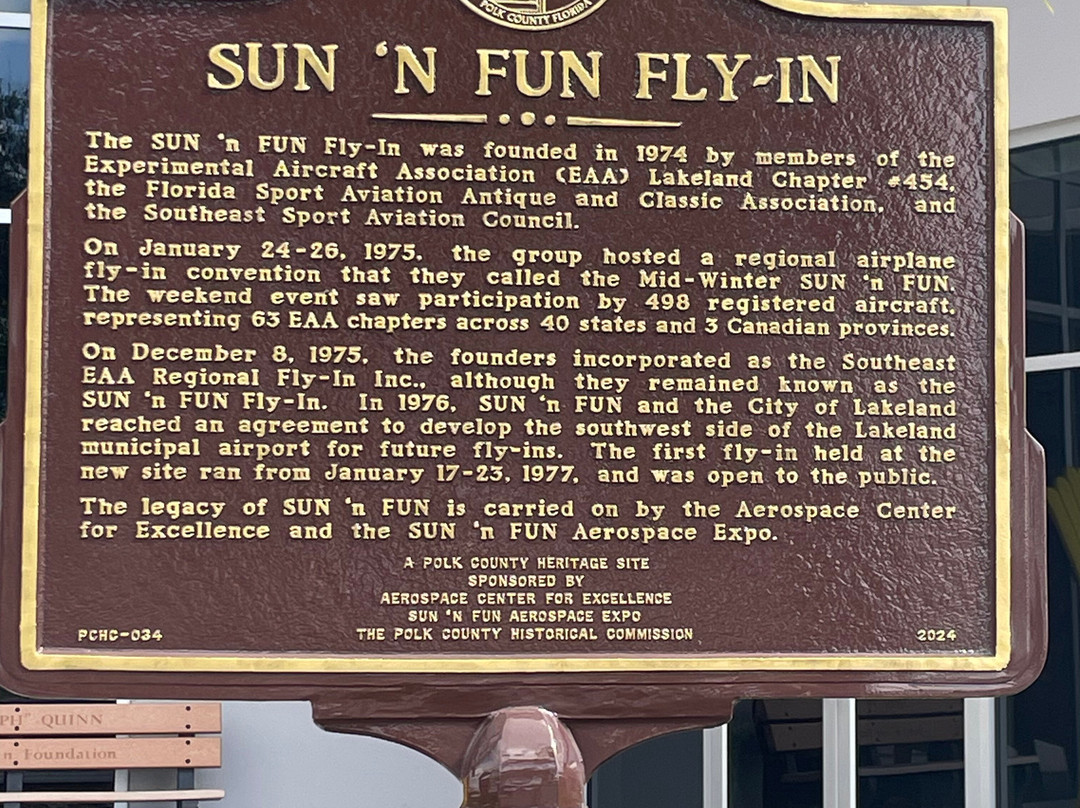 POLK COUNTY FLORIDA
SUN 'N FUN FLY-IN
The SUN 'n FUN Fly-In was founded in 1974 by members of the
Experimental Aircraft Association (EAA) Lakeland Chapter #454,
the Florida Sport Aviation Antique and Classic Association, and
the Southeast Sport Aviation Council.
On January 24-26, 1975, the group hosted a regional airplane
fly-in convention that they called the Mid-Winter SUN 'n FUN.
The weekend event saw participation by 498 registered aircraft,
representing 63 EAA chapters across 40 states and 3 Canadian provinces.
On December 8, 1975, the founders incorporated as the Southeast
EAA Regional Fly-In Inc., although they remained known as the
SUN 'n FUN Fly-In. In 1976, SUN 'n FUN and the City of Lakeland
reached an agreement to develop the southwest side of the Lakeland
municipal airport for future fly-ins. The first fly-in held at the
new site ran from January 17-23, 1977, and was open to the public.
The legacy of SUN 'n FUN is carried on by the Aerospace Center
for Excellence and the SUN 'n FUN Aerospace Expo.
A POLK COUNTY HERITAGE SITE
SPONSORED BY
AEROSPACE CENTER FOR EXCELLENCE
SUN 'N FUN AEROSPACE EXPO
PCHC-034 THE POLK COUNTY HISTORICAL COMMISSION 2024
PH" QUINN
n Foundation